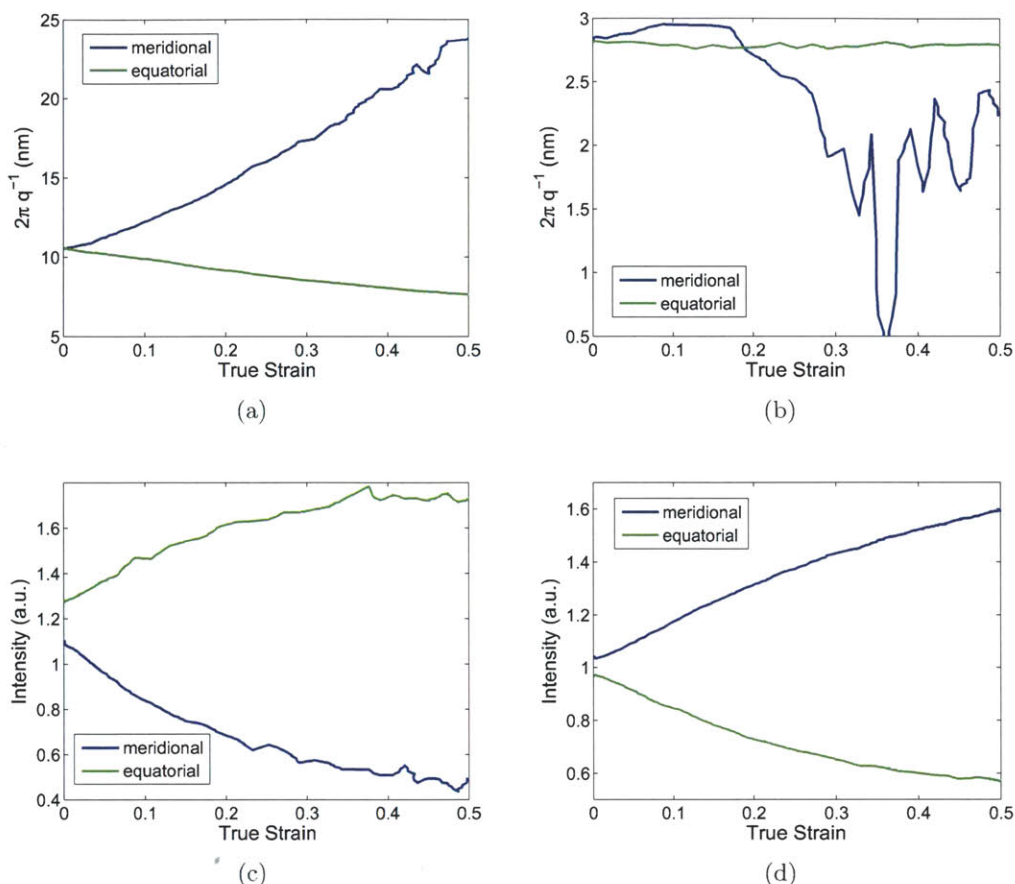 25
20
15
10
5
2π q⁻¹ (nm)
meridional
equatorial
0 0.1 0.2 0.3 0.4 0.5
True Strain
(a)
3
2.5
2
1.5
1
0.5
2π q⁻¹ (nm)
meridional
equatorial
0 0.1 0.2 0.3 0.4 0.5
True Strain
(b)
1.6
1.4
1.2
1
0.8
0.6
0.4
Intensity (a.u.)
meridional
equatorial
0 0.1 0.2 0.3 0.4 0.5
True Strain
(c)
1.6
1.4
1.2
1
0.8
0.6
Intensity (a.u.)
meridional
equatorial
0 0.1 0.2 0.3 0.4 0.5
True Strain
(d)